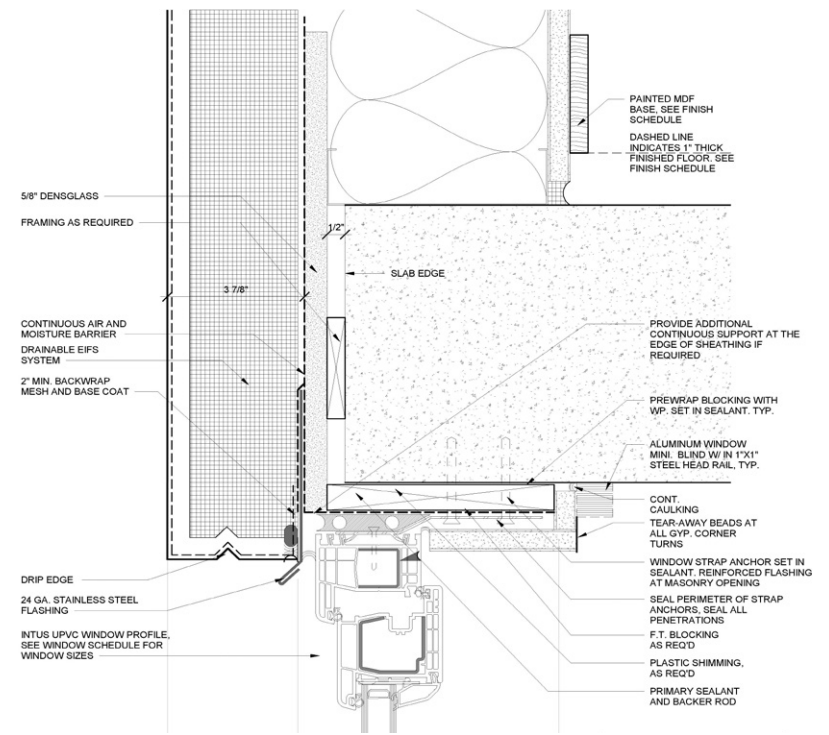 PAINTED MDF
BASE, SEE FINISH
SCHEDULE
DASHED LINE
INDICATES 1" THICK
FINISHED FLOOR. SEE
FINISH SCHEDULE
5/8" DENSGLASS
FRAMING AS REQUIRED
1/2"
SLAB EDGE
3 7/8"
CONTINUOUS AIR AND
MOISTURE BARRIER
DRAINABLE EIFS
SYSTEM
2" MIN. BACKWRAP
MESH AND BASE COAT
PROVIDE ADDITIONAL
CONTINUOUS SUPPORT AT THE
EDGE OF SHEATHING IF
REQUIRED
PREWRAP BLOCKING WITH
WP. SET IN SEALANT. TYP.
ALUMINUM WINDOW
MINI. BLIND W/ IN 1"X1"
STEEL HEAD RAIL, TYP.
CONT.
CAULKING
TEAR-AWAY BEADS AT
ALL GYP. CORNER
TURNS
WINDOW STRAP ANCHOR SET IN
SEALANT. REINFORCED FLASHING
AT MASONRY OPENING
SEAL PERIMETER OF STRAP
ANCHORS, SEAL ALL
PENETRATIONS
F.T. BLOCKING
AS REQ'D
PLASTIC SHIMMING,
AS REQ'D
PRIMARY SEALANT
AND BACKER ROD
DRIP EDGE
24 GA. STAINLESS STEEL
FLASHING
INTUS UPVC WINDOW PROFILE,
SEE WINDOW SCHEDULE FOR
WINDOW SIZES